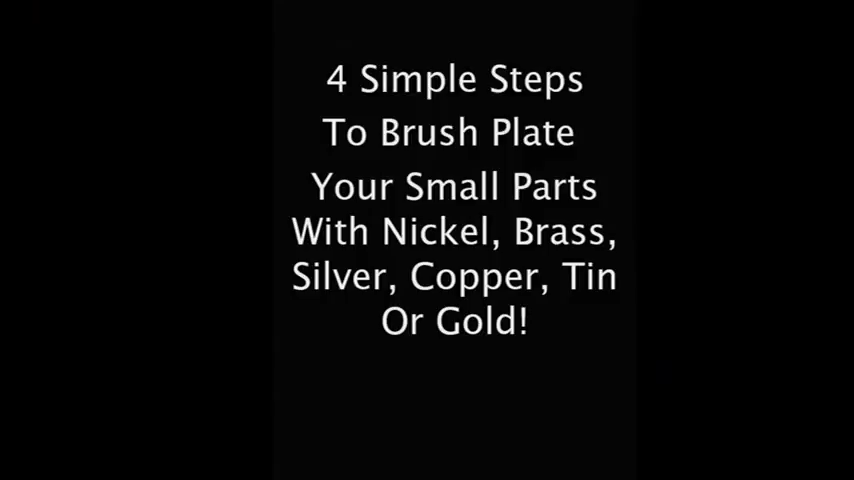 4 Simple Steps
To Brush Plate
Your Small Parts
With Nickel, Brass,
Silver, Copper, Tin
Or Gold!